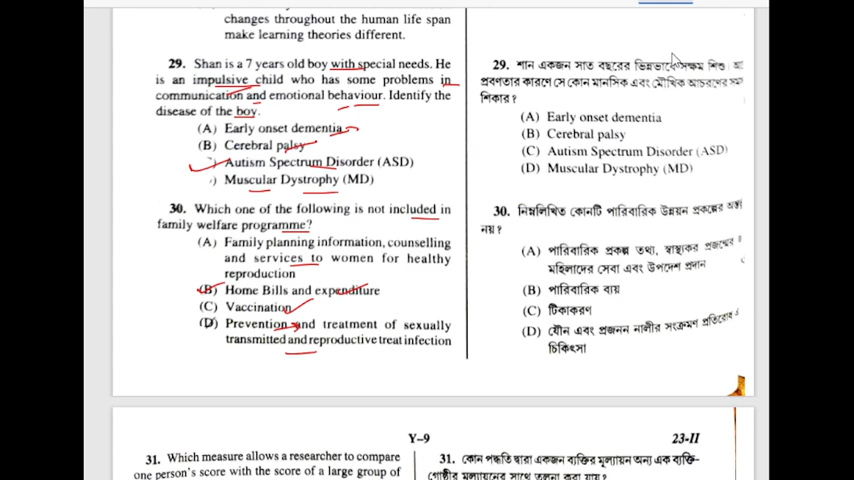 changes throughout the human life span
make learning theories different.
29. Shan is a 7 years old boy with special needs. He
is an impulsive child who has some problems in
communication and emotional behaviour. Identify the
disease of the boy.
(A) Early onset dementia
(B) Cerebral palsy
) Autism Spectrum Disorder (ASD)
) Muscular Dystrophy (MD)
30. Which one of the following is not included in
family welfare programme?
(A) Family planning information, counselling
and services to women for healthy
reproduction
(B) Home Bills and expenditure
(C) Vaccination
(D) Prevention and treatment of sexually
transmitted and reproductive treat infection
29. শান একজন সাত বছরের ভিন্নভাবে সক্ষম শিশু।
প্রবণতার কারণে সে কোন মানসিক এবং মৌখিক আচরণের
শিকার?
(A) Early onset dementia
(B) Cerebral palsy
(C) Autism Spectrum Disorder (ASD)
(D) Muscular Dystrophy (MD)
30. নিম্নলিখিত কোনটি পারিবারিক উন্নয়ন প্রকল্পের
নয়?
(A) পারিবারিক প্রকল্প তথ্য, স্বাস্থ্যকর প্রজন্মের
মহিলাদের সেবা এবং উপদেশ প্রদান
(B) পারিবারিক ব্যয়
(C) টিকাকরণ
(D) যৌন এবং প্রজনন নালীর সংক্রমণ প্রতিরোধ ও
চিকিৎসা
Y-9
23-II
31. Which measure allows a researcher to compare
one person's score with the score of a large group of
31. কোন পদ্ধতি দ্বারা একজন ব্যক্তির মূল্যায়ন অন্য এক ব্যক্তি-
গোষ্ঠীর মূল্যায়নের সাথে তুলনা করা যায়?